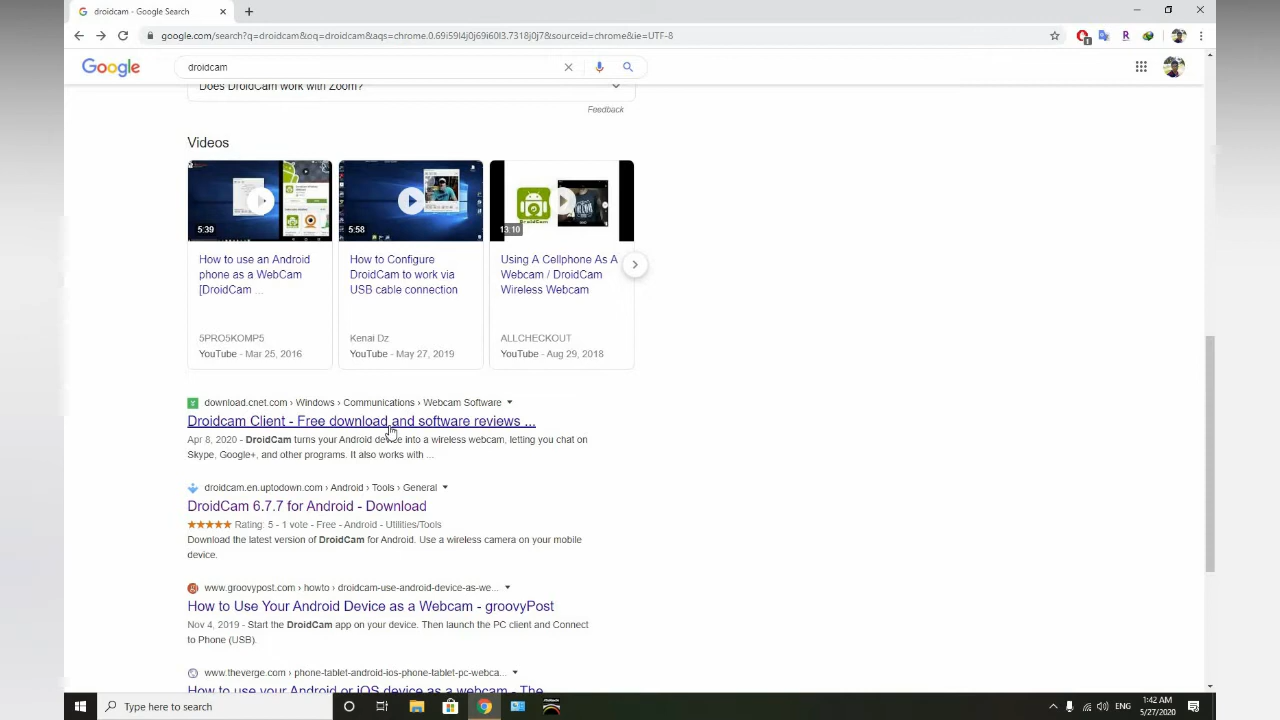 droidcam - Google Search
google.com/search?q=droidcam&oq=droidcam&aqs=chrome.0.69i59l4j0j69i60l3.7318j0j7&sourceid=chrome&ie=UTF-8
Google
droidcam
Does DroidCam work with Zoom?
Feedback
Videos
5:39
5:58
13:10
How to use an Android
phone as a WebCam
[DroidCam ...
How to Configure
DroidCam to work via
USB cable connection
Using A Cellphone As A
Webcam / DroidCam
Wireless Webcam
5PRO5KOMP5
YouTube - Mar 25, 2016
Kenai Dz
YouTube - May 27, 2019
ALLCHECKOUT
YouTube - Aug 29, 2018
download.cnet.com › Windows › Communications › Webcam Software
Droidcam Client - Free download and software reviews ...
Apr 8, 2020 - DroidCam turns your Android device into a wireless webcam, letting you chat on
Skype, Google+, and other programs. It also works with ...
droidcam.en.uptodown.com › Android › Tools › General
DroidCam 6.7.7 for Android - Download
Rating: 5 - 1 vote - Free - Android - Utilities/Tools
Download the latest version of DroidCam for Android. Use a wireless camera on your mobile
device.
www.groovypost.com › howto › droidcam-use-android-device-as-we...
How to Use Your Android Device as a Webcam - groovyPost
Nov 4, 2019 - Start the DroidCam app on your device. Then launch the PC client and Connect
to Phone (USB).
www.theverge.com › phone-tablet-android-ios-phone-tablet-pc-webca...
How to use your Android or iOS device as a webcam - The
Type here to search
ENG
1:42 AM
5/27/2020